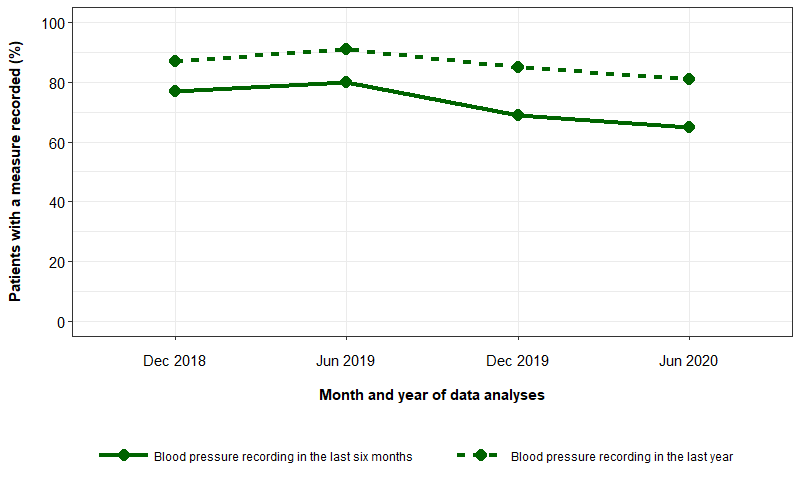 Patients with a measure recorded (%)
100
80
60
40
20
0
Dec 2018 Jun 2019 Dec 2019 Jun 2020
Month and year of data analyses
Blood pressure recording in the last six months Blood pressure recording in the last year